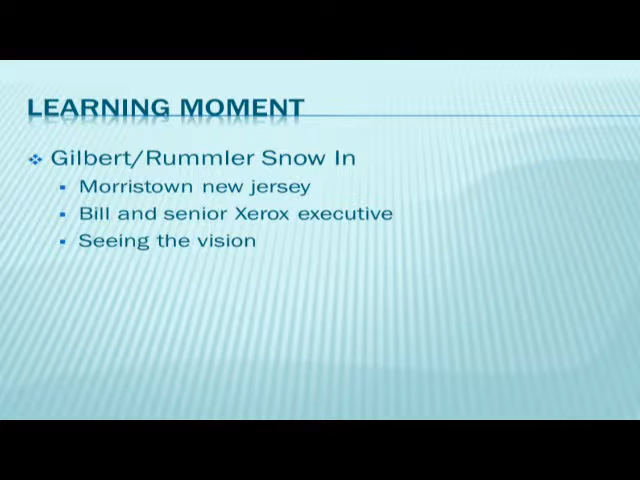 LEARNING MOMENT
Gilbert/Rummler Snow In
Morristown new jersey
Bill and senior Xerox executive
Seeing the vision